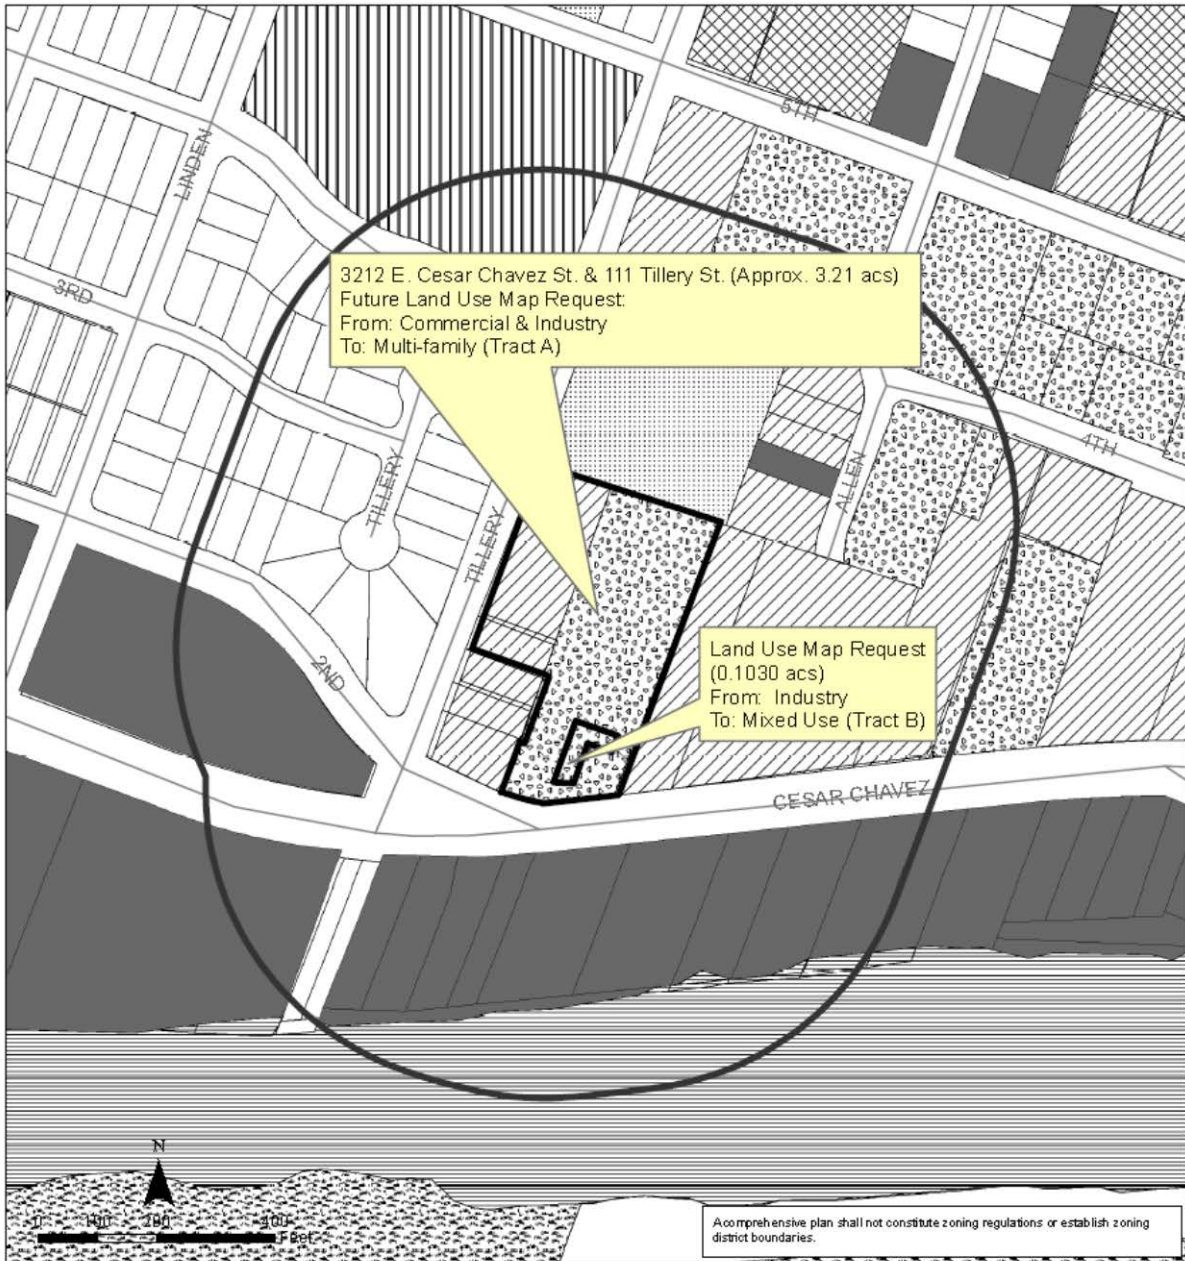 5TH
LINDEN
3212 E. Cesar Chavez St. & 111 Tillery St. (Approx. 3.21 acs)
Future Land Use Map Request:
From: Commercial & Industry
To: Multi-family (Tract A)
3RD
4TH
TILLERY
ALLEN
TILLERY
Land Use Map Request
(0.1030 acs)
From: Industry
To: Mixed Use (Tract B)
2ND
CESAR CHAVEZ
N
0 100 200 400
Feet
A comprehensive plan shall not constitute zoning regulations or establish zoning
district boundaries.